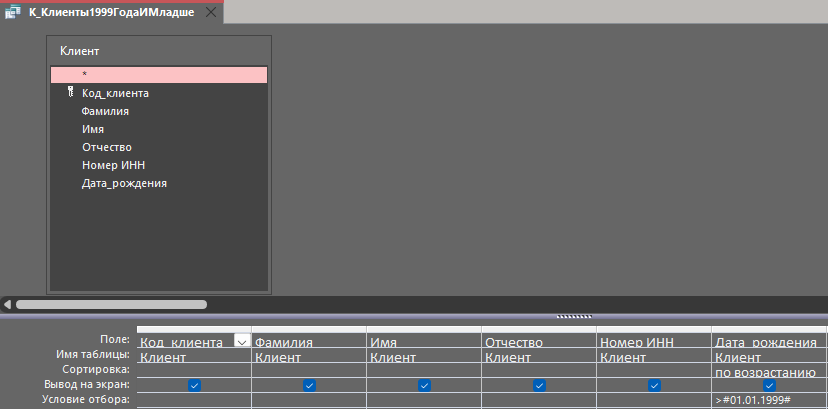 К_Клиенты1999ГодаИМладше
Клиент
*
Код_клиента
Фамилия
Имя
Отчество
Номер ИНН
Дата_рождения
Поле: Код_клиента Фамилия Имя Отчество Номер ИНН Дата_рождения
Имя таблицы: Клиент Клиент Клиент Клиент Клиент Клиент
Сортировка: по возрастанию
Вывод на экран:
Условие отбора: >#01.01.1999#